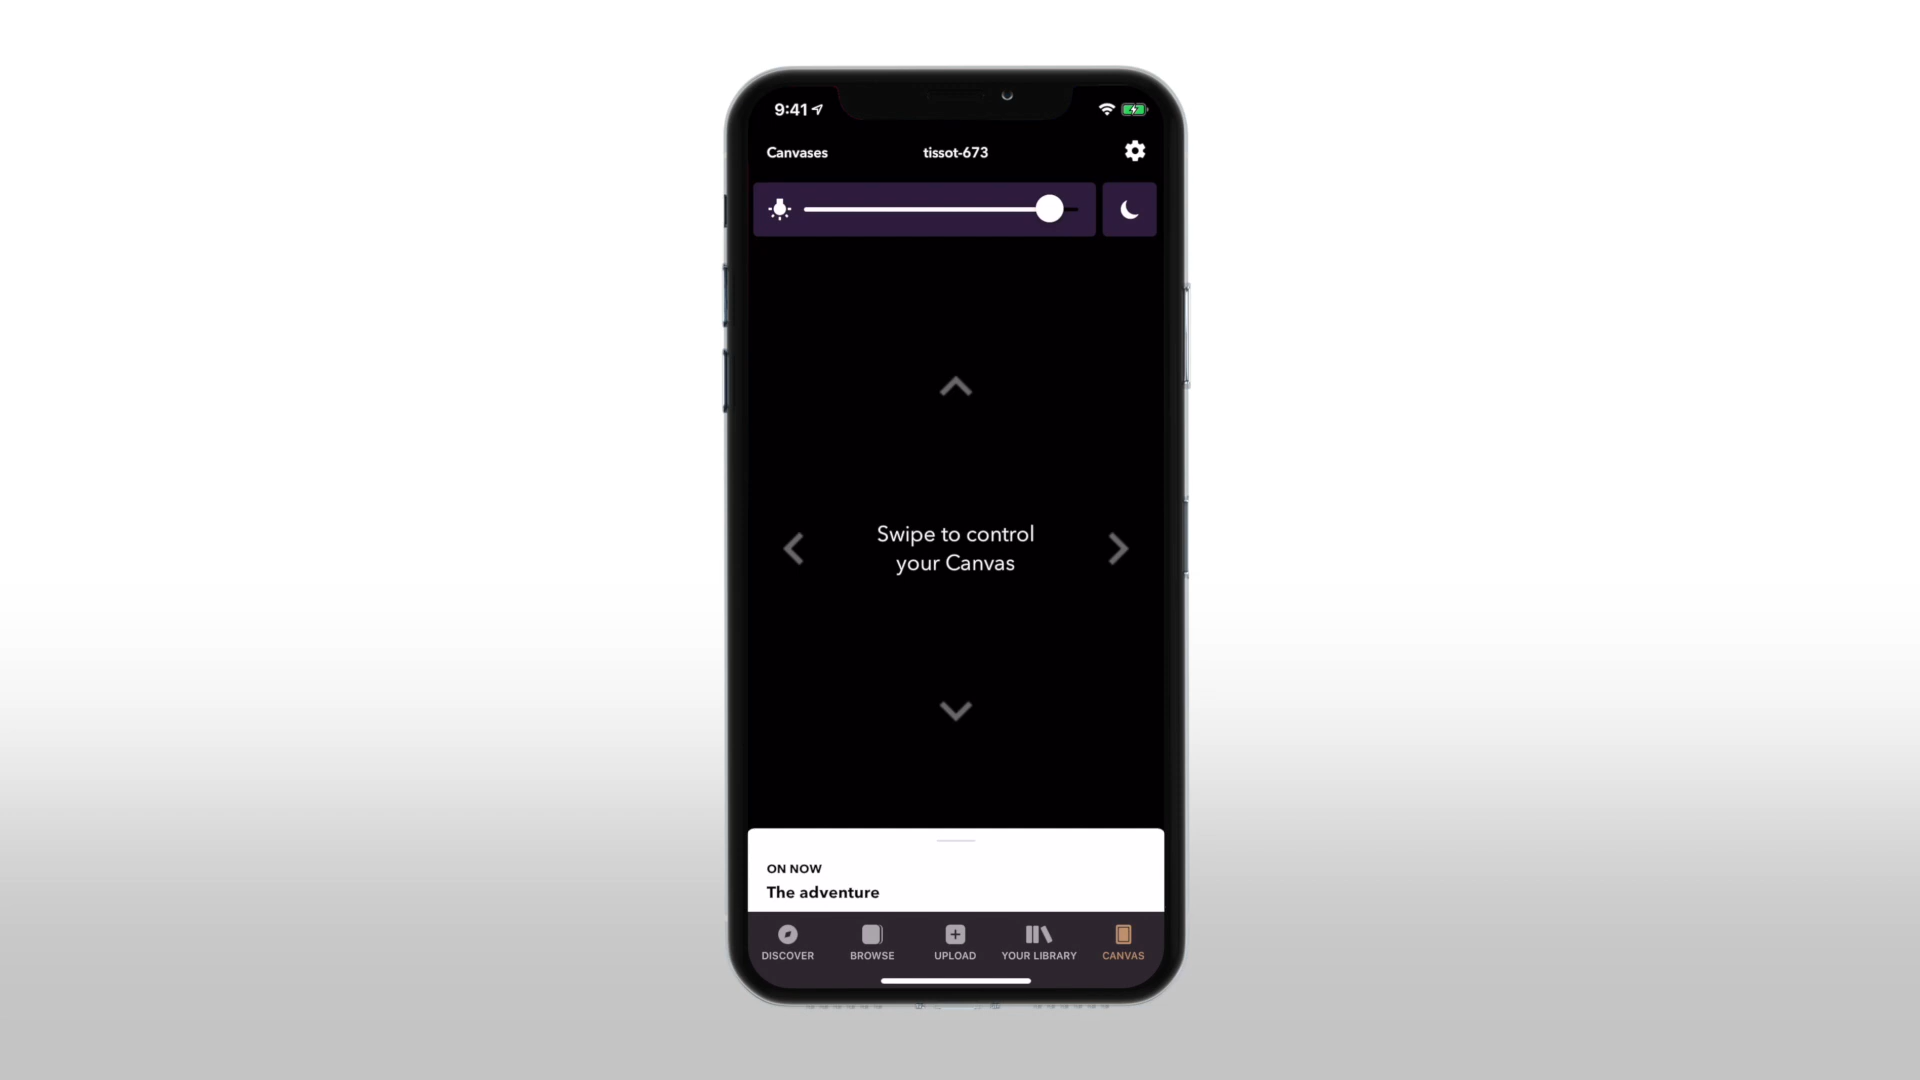 9:41
Canvases
tissot-673
Swipe to control
your Canvas
ON NOW
The adventure
DISCOVER
BROWSE
UPLOAD
YOUR LIBRARY
CANVAS